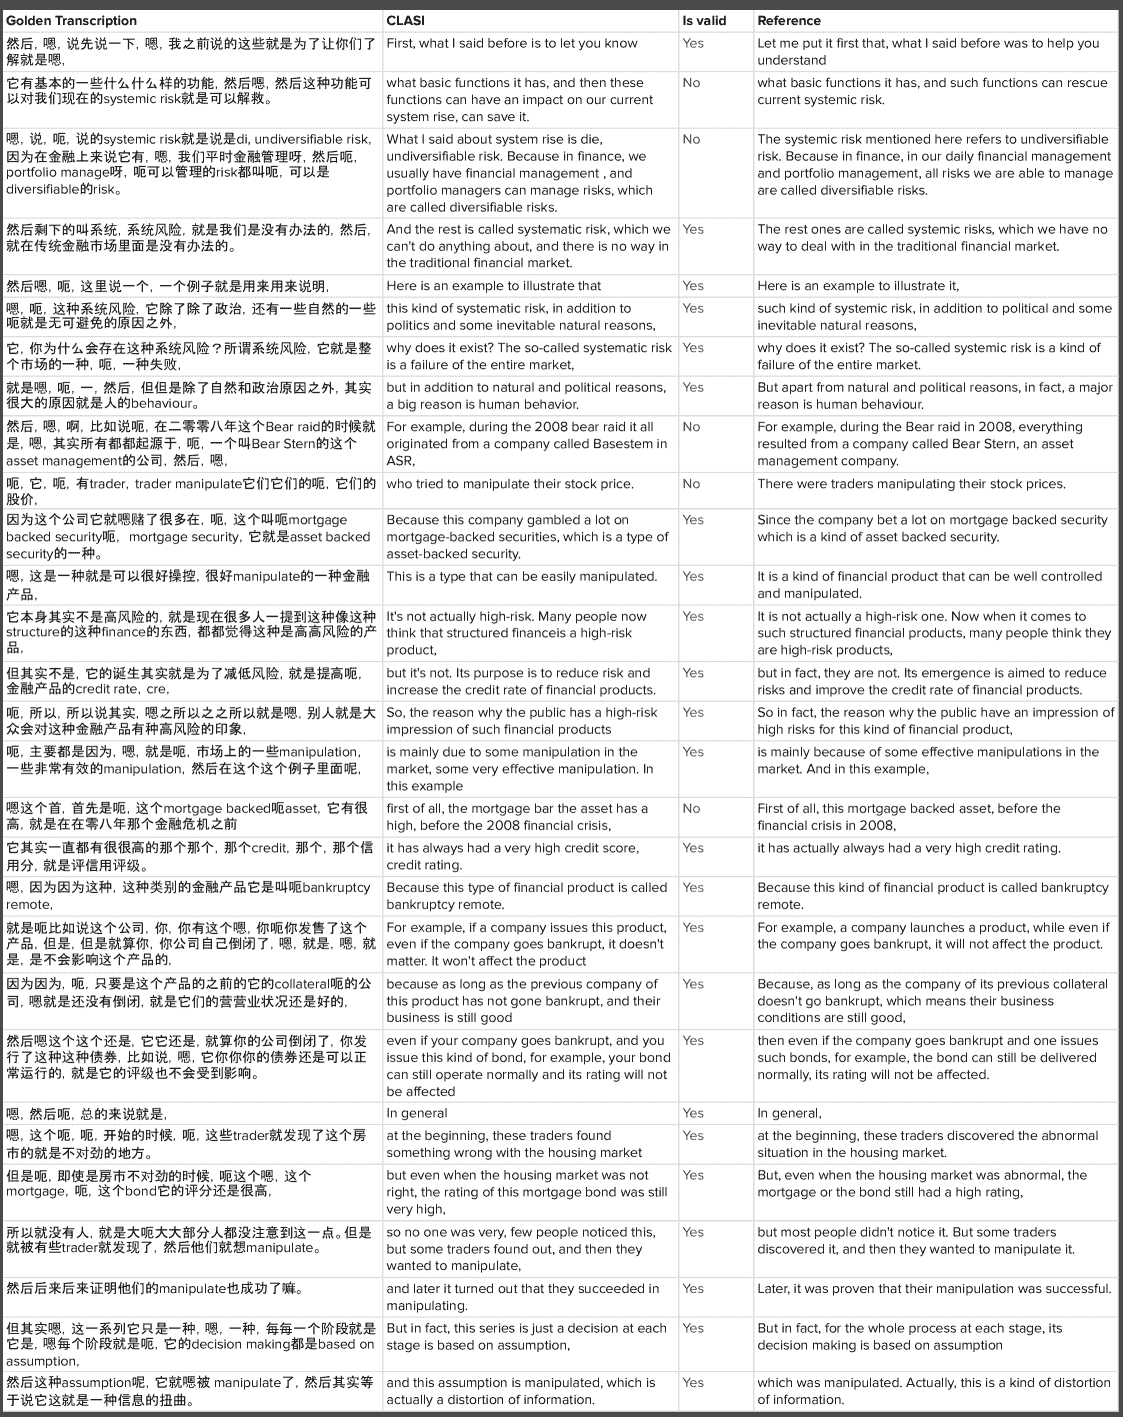 Golden Transcription CLASI Is valid Reference
然后, 嗯, 说先说一下, 嗯, 我之前说的这些就是为了让你们了
解就是嗯,
First, what I said before is to let you know
Yes
Let me put it first that, what I said before was to help you
understand
它有基本的一些什么什么样的功能, 然后嗯, 然后这种功能可
以对我们现在的systemic risk就是可以解救。
what basic functions it has, and then these
functions can have an impact on our current
system rise, can save it.
No
what basic functions it has, and such functions can rescue
current systemic risk.
嗯, 说, 呃, 说的systemic risk就是说是di, undiversifiable risk,
因为在金融上来说它有, 嗯, 我们平时金融管理呀, 然后呃,
portfolio manage呀, 呃可以管理的risk都叫呃, 可以是
diversifiable的risk。
What I said about system rise is die,
undiversifiable risk. Because in finance, we
usually have financial management , and
portfolio managers can manage risks, which
are called diversifiable risks.
No
The systemic risk mentioned here refers to undiversifiable
risk. Because in finance, in our daily financial management
and portfolio management, all risks we are able to manage
are called diversifiable risks.
然后剩下的叫系统, 系统风险, 就是我们是没有办法的, 然后,
就在传统金融市场里面是没有办法的。
And the rest is called systematic risk, which we
can't do anything about, and there is no way in
the traditional financial market.
Yes
The rest ones are called systemic risks, which we have no
way to deal with in the traditional financial market.
然后嗯, 呃, 这里说一个, 一个例子就是用来用来说明,
Here is an example to illustrate that
Yes
Here is an example to illustrate it,
嗯, 呃, 这种系统风险, 它除了除了政治, 还有一些自然的一些
呃就是无可避免的原因之外,
this kind of systematic risk, in addition to
politics and some inevitable natural reasons,
Yes
such kind of systemic risk, in addition to political and some
inevitable natural reasons,
它, 你为什么会存在这种系统风险？所谓系统风险, 它就是整
个市场的一种, 呃, 一种失败,
why does it exist? The so-called systematic risk
is a failure of the entire market,
Yes
why does it exist? The so-called systemic risk is a kind of
failure of the entire market.
就是嗯, 呃, 一, 然后, 但但是除了自然和政治原因之外, 其实
很大的原因就是人的behaviour。
but in addition to natural and political reasons,
a big reason is human behavior.
Yes
But apart from natural and political reasons, in fact, a major
reason is human behaviour.
然后, 嗯, 啊, 比如说呃, 在二零零八年这个Bear raid的时候就
是, 嗯, 其实所有都都起源于, 呃, 一个叫Bear Stern的这个
asset management的公司, 然后, 嗯,
For example, during the 2008 bear raid it all
originated from a company called Basestem in
ASR,
No
For example, during the Bear raid in 2008, everything
resulted from a company called Bear Stern, an asset
management company.
呃, 它, 呃, 有trader, trader manipulate它们它们的呃, 它们的
股价,
who tried to manipulate their stock price.
No
There were traders manipulating their stock prices.
因为这个公司它就嗯赌了很多在, 呃, 这个叫呃mortgage
backed security呃, mortgage security, 它就是asset backed
security的一种。
Because this company gambled a lot on
mortgage-backed securities, which is a type of
asset-backed security.
Yes
Since the company bet a lot on mortgage backed security
which is a kind of asset backed security.
嗯, 这是一种就是可以很好操控, 很好manipulate的一种金融
产品,
This is a type that can be easily manipulated.
Yes
It is a kind of financial product that can be well controlled
and manipulated.
它本身其实不是高风险的, 就是现在很多人一提到这种像这种
structure的这种finance的东西, 都都觉得这种是高高风险的产
品,
It's not actually high-risk. Many people now
think that structured financeis a high-risk
product,
Yes
It is not actually a high-risk one. Now when it comes to
such structured financial products, many people think they
are high-risk products,
但其实不是, 它的诞生其实就是为了减低风险, 就是提高呃,
金融产品的credit rate, cre,
but it's not. Its purpose is to reduce risk and
increase the credit rate of financial products.
Yes
but in fact, they are not. Its emergence is aimed to reduce
risks and improve the credit rate of financial products.
呃, 所以, 所以说其实, 嗯之所以之之所以就是嗯, 别人就是大
众会对这种金融产品有种高风险的印象,
So, the reason why the public has a high-risk
impression of such financial products
Yes
So in fact, the reason why the public have an impression of
high risks for this kind of financial product,
呃, 主要都是因为, 嗯, 就是呃, 市场上的一些manipulation,
一些非常有效的manipulation, 然后在这个这个例子里面呢,
is mainly due to some manipulation in the
market, some very effective manipulation. In
this example
Yes
is mainly because of some effective manipulations in the
market. And in this example,
嗯这个首, 首先是呃, 这个mortgage backed呃asset, 它有很
高, 就是在在零八年那个金融危机之前
first of all, the mortgage bar the asset has a
high, before the 2008 financial crisis,
No
First of all, this mortgage backed asset, before the
financial crisis in 2008,
它其实一直都有很很高的那个那个, 那个credit, 那个, 那个信
用分, 就是评信用评级。
it has always had a very high credit score,
credit rating.
Yes
it has actually always had a very high credit rating.
嗯, 因为因为这种, 这种类别的金融产品它是叫呃bankruptcy
remote,
Because this type of financial product is called
bankruptcy remote.
Yes
Because this kind of financial product is called bankruptcy
remote.
就是呃比如说这个公司, 你, 你有这个嗯, 你呃你发售了这个
产品, 但是, 但是就算你, 你公司自己倒闭了, 嗯, 就是, 嗯, 就
是, 是不会影响这个产品的,
For example, if a company issues this product,
even if the company goes bankrupt, it doesn't
matter. It won't affect the product
Yes
For example, a company launches a product, while even if
the company goes bankrupt, it will not affect the product.
因为因为, 呃, 只要是这个产品的之前的它的collateral呃的公
司, 嗯就是还没有倒闭, 就是它们的营营业状况还是好的,
because as long as the previous company of
this product has not gone bankrupt, and their
business is still good
Yes
Because, as long as the company of its previous collateral
doesn't go bankrupt, which means their business
conditions are still good,
然后嗯这个这个还是, 它它还是, 就算你的公司倒闭了, 你发
行了这种这种债券, 比如说, 嗯, 它你你你的债券还是可以正
常运行的, 就是它的评级也不会受到影响。
even if your company goes bankrupt, and you
issue this kind of bond, for example, your bond
can still operate normally and its rating will not
be affected
Yes
then even if the company goes bankrupt and one issues
such bonds, for example, the bond can still be delivered
normally, its rating will not be affected.
嗯, 然后呃, 总的来说就是,
In general
Yes
In general,
嗯, 这个呃, 呃, 开始的时候, 呃, 这些trader就发现了这个房
市的就是不对劲的地方。
at the beginning, these traders found
something wrong with the housing market
Yes
at the beginning, these traders discovered the abnormal
situation in the housing market.
但是呃, 即使是房市不对劲的时候, 呃这个嗯, 这个
mortgage, 呃, 这个bond它的评分还是很高,
but even when the housing market was not
right, the rating of this mortgage bond was still
very high,
Yes
But, even when the housing market was abnormal, the
mortgage or the bond still had a high rating,
所以就没有人, 就是大呃大大部分人都没注意到这一点。但是
就被有些trader就发现了, 然后他们就想manipulate。
so no one was very, few people noticed this,
but some traders found out, and then they
wanted to manipulate,
Yes
but most people didn't notice it. But some traders
discovered it, and then they wanted to manipulate it.
然后后来后来证明他们的manipulate也成功了嘛。
and later it turned out that they succeeded in
manipulating.
Yes
Later, it was proven that their manipulation was successful.
但其实嗯, 这一系列它只是一种, 嗯, 一种, 每每一个阶段就是
它是, 嗯每个阶段就是呃, 它的decision making都是based on
assumption,
But in fact, this series is just a decision at each
stage is based on assumption,
Yes
But in fact, for the whole process at each stage, its
decision making is based on assumption
然后这种assumption呢, 它就嗯被 manipulate了, 然后其实等
于说它这就是一种信息的扭曲。
and this assumption is manipulated, which is
actually a distortion of information.
Yes
which was manipulated. Actually, this is a kind of distortion
of information.